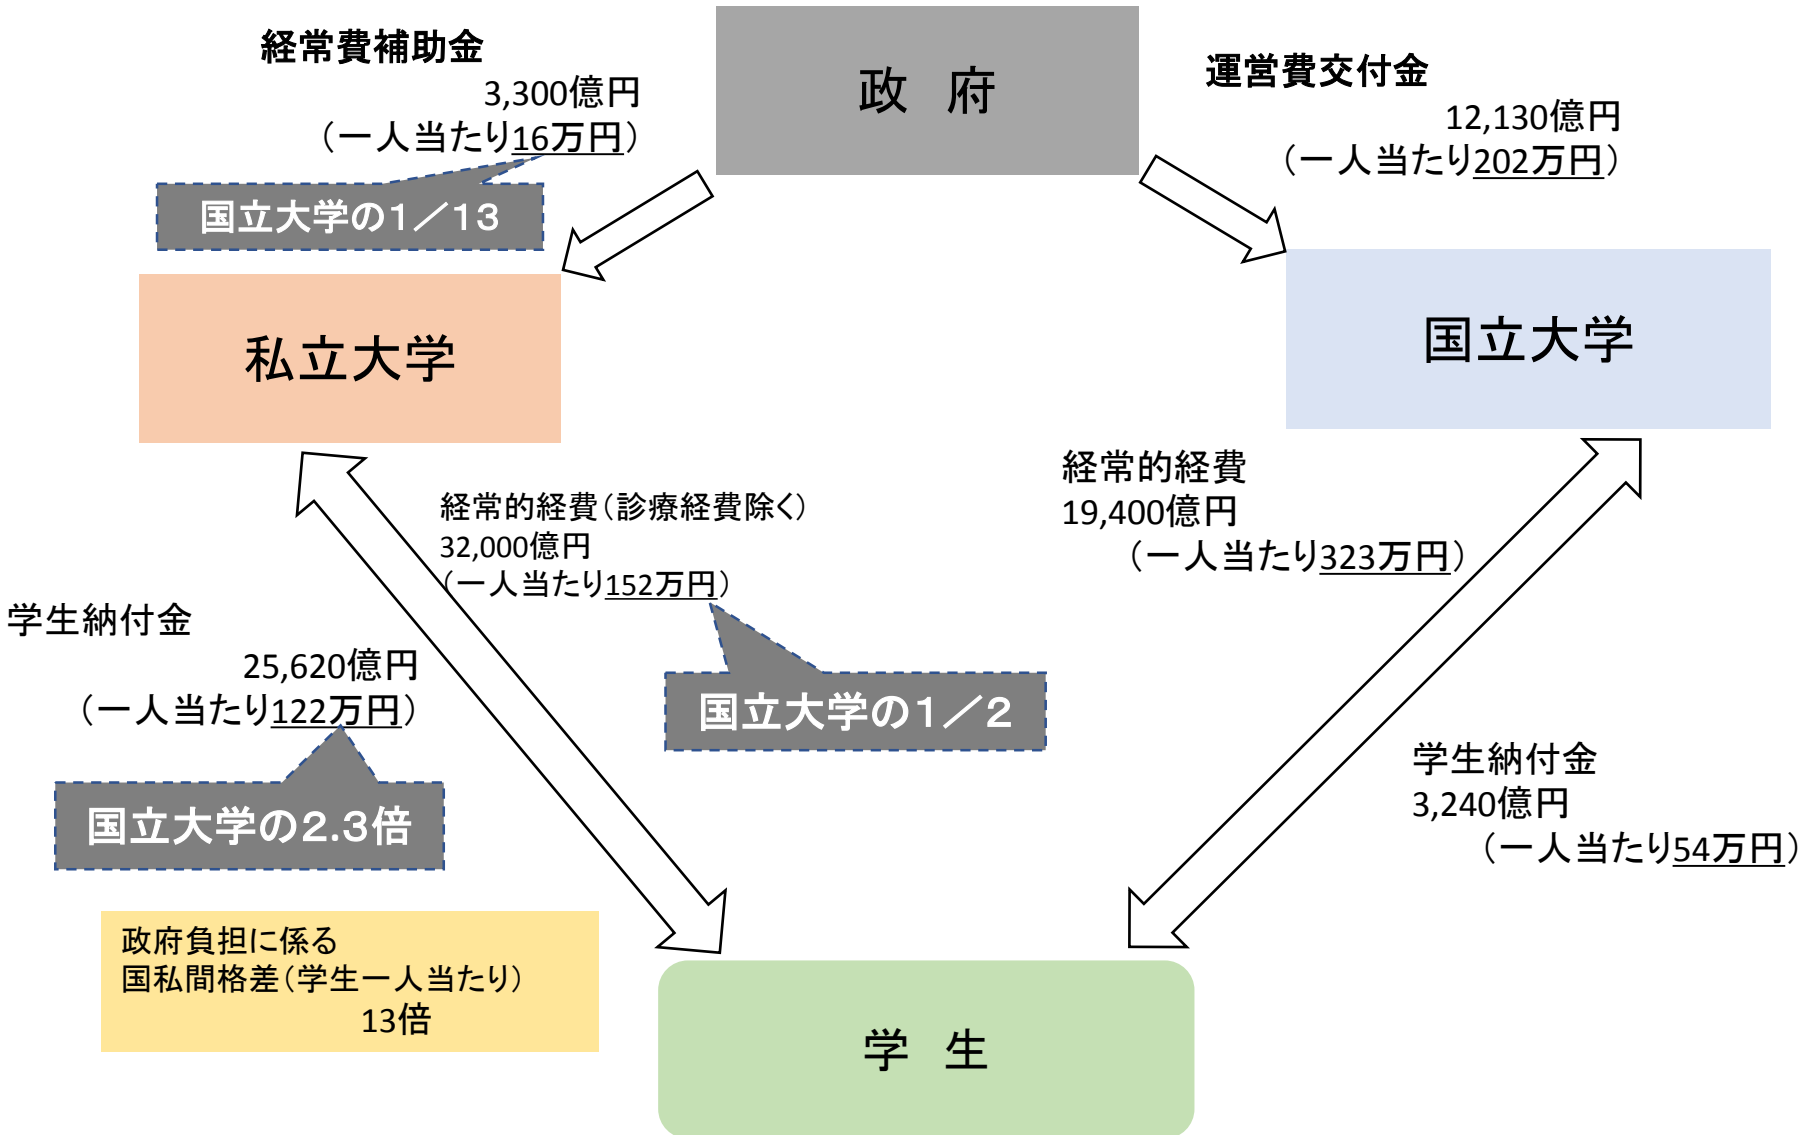 経常費補助金
3,300億円
（一人当たり16万円）
国立大学の1／13
政　府
運営費交付金
12,130億円
（一人当たり202万円）
私立大学
国立大学
経常的経費（診療経費除く）
32,000億円
（一人当たり152万円）
国立大学の1／2
経常的経費
19,400億円
（一人当たり323万円）
学生納付金
25,620億円
（一人当たり122万円）
国立大学の2.3倍
学生納付金
3,240億円
（一人当たり54万円）
政府負担に係る
国私間格差（学生一人当たり）
13倍
学　生